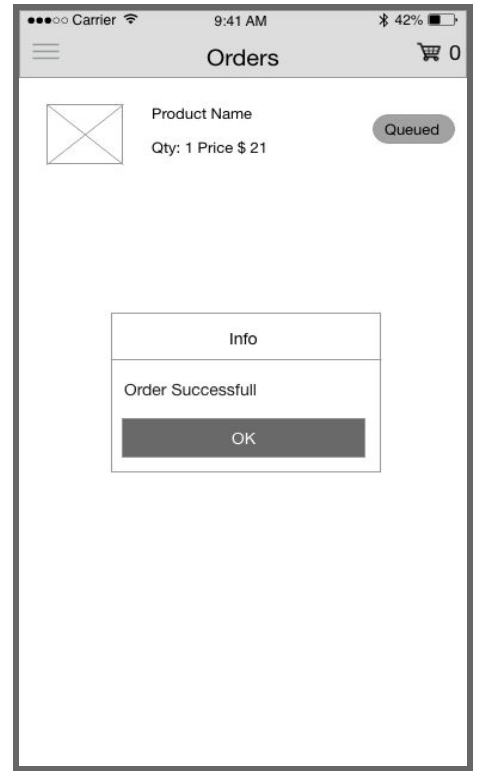 Carrier 9:41 AM 42%
Orders 0
Product Name
Qty: 1 Price $ 21
Queued
Info
Order Successfull
OK